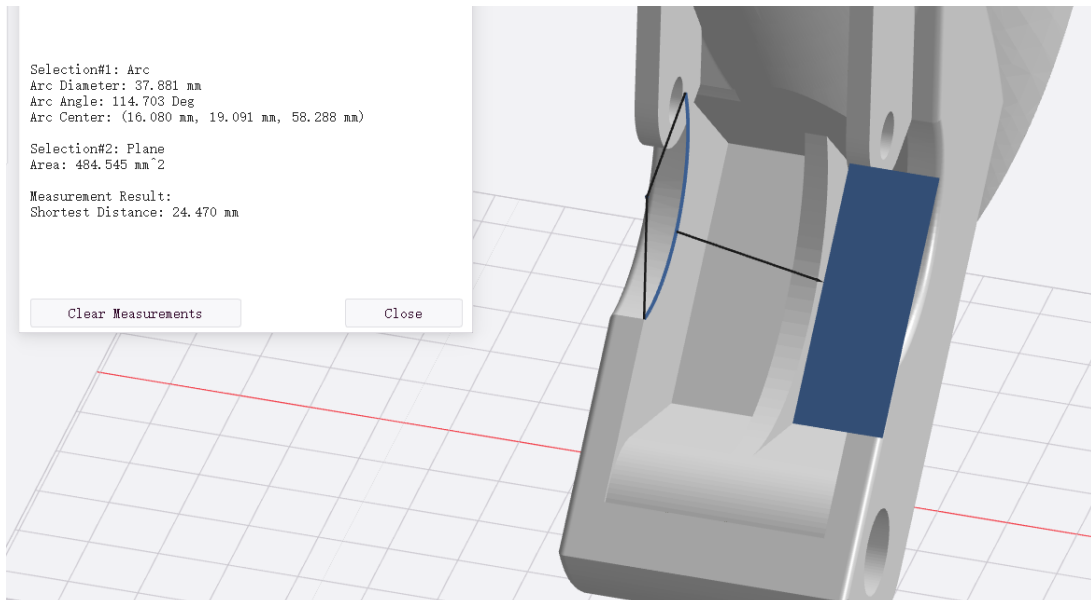 Selection#1: Arc
Arc Diameter: 37.881 mm
Arc Angle: 114.703 Deg
Arc Center: (16.080 mm, 19.091 mm, 58.288 mm)
Selection#2: Plane
Area: 484.545 mm^2
Measurement Result:
Shortest Distance: 24.470 mm
Clear Measurements
Close